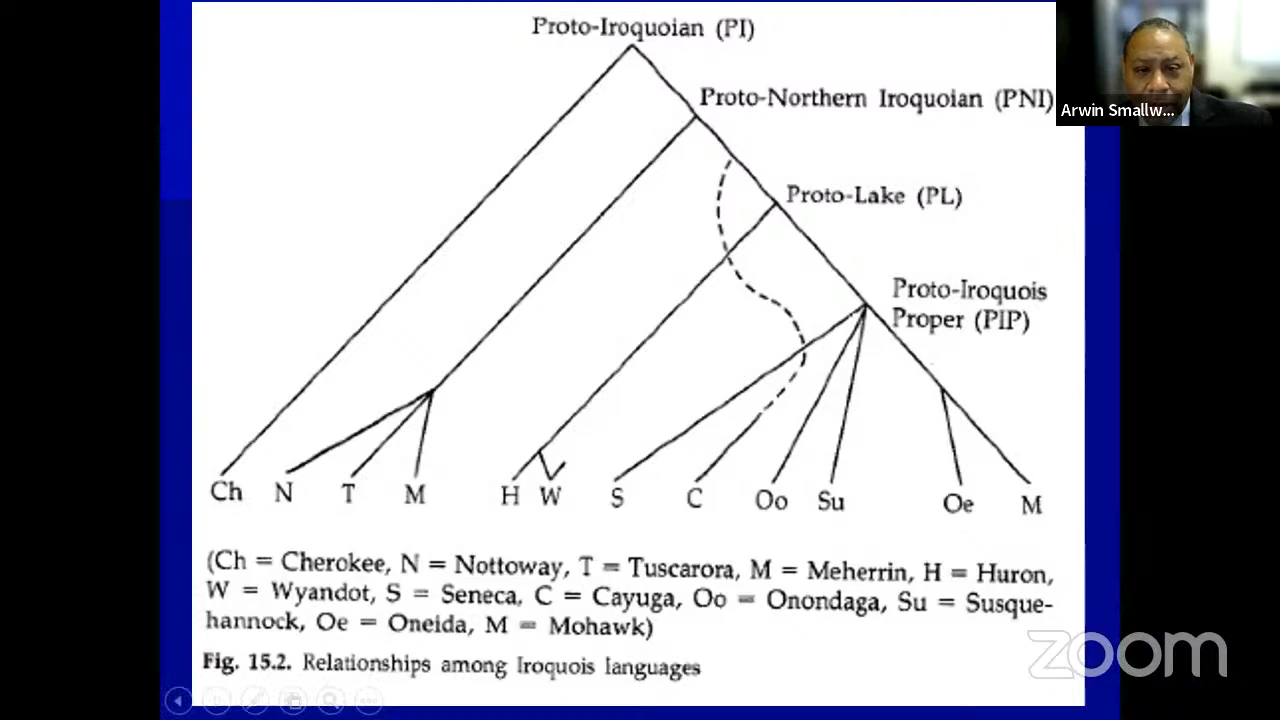 Proto-Iroquoian (PI)
Proto-Northern Iroquoian (PNI)
Arwin Smallw...
Proto-Lake (PL)
Proto-Iroquois
Proper (PIP)
Ch N T M H W S C Oo Su Oe M
(Ch = Cherokee, N = Nottoway, T = Tuscarora, M = Meherrin, H = Huron,
W = Wyandot, S = Seneca, C = Cayuga, Oo = Onondaga, Su = Susque-
hannock, Oe = Oneida, M = Mohawk)
Fig. 15.2. Relationships among Iroquois languages
zoom